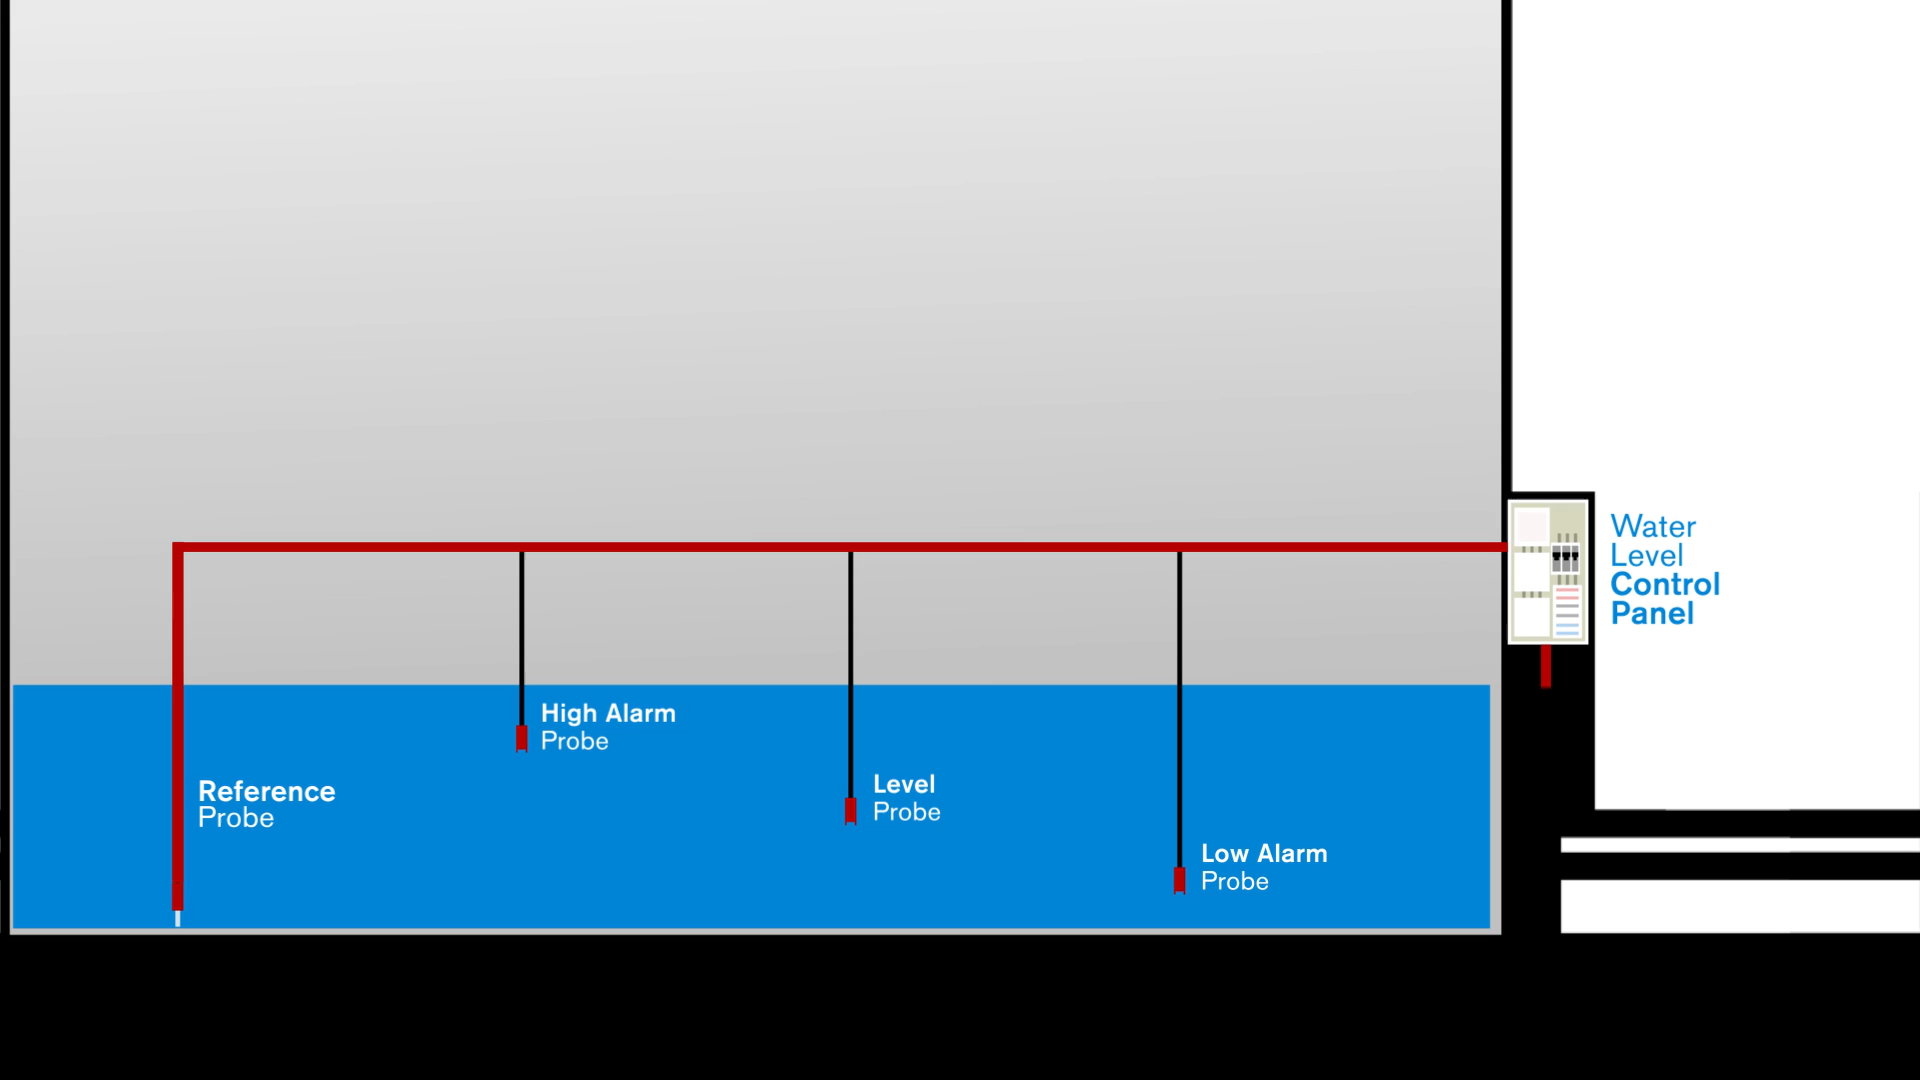 Water
Level
Control
Panel
High Alarm
Probe
Reference
Probe
Level
Probe
Low Alarm
Probe